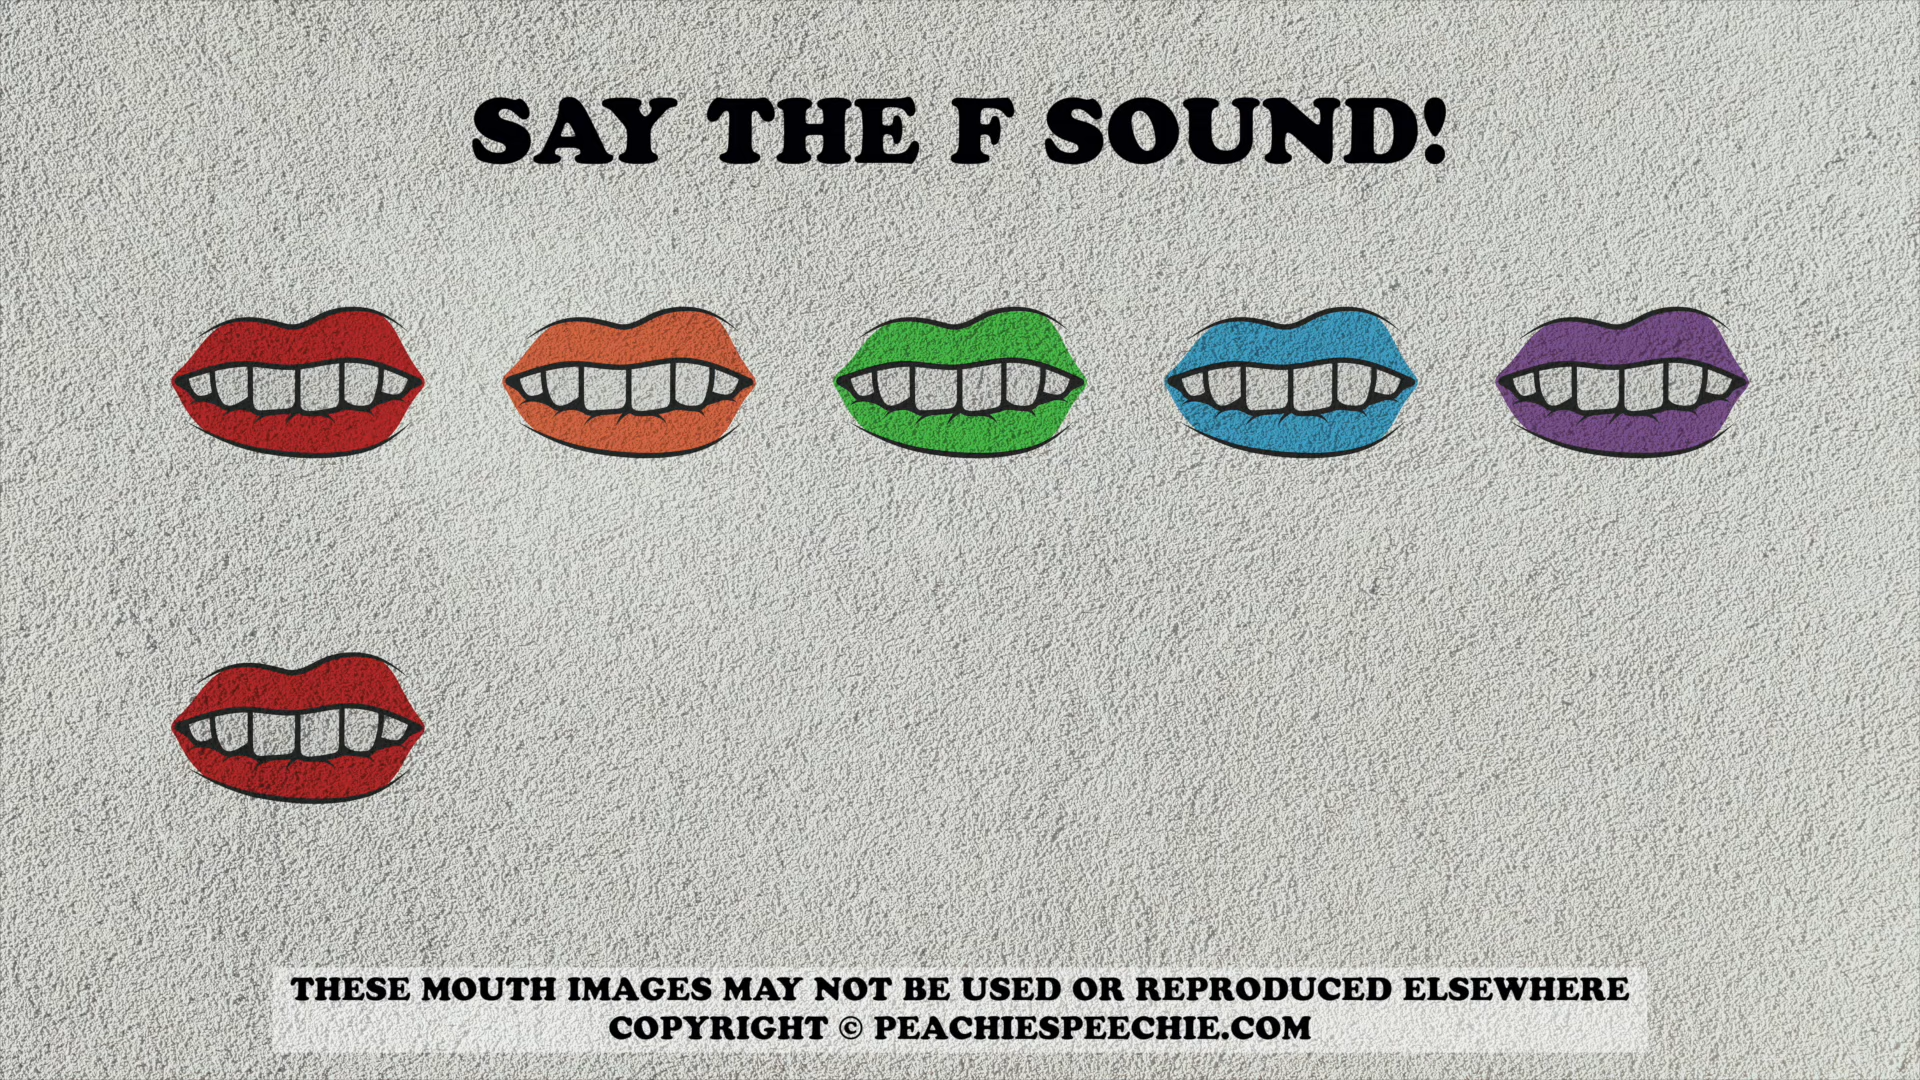 SAY THE F SOUND!
THESE MOUTH IMAGES MAY NOT BE USED OR REPRODUCED ELSEWHERE
COPYRIGHT © PEACHIESPEECHIE.COM